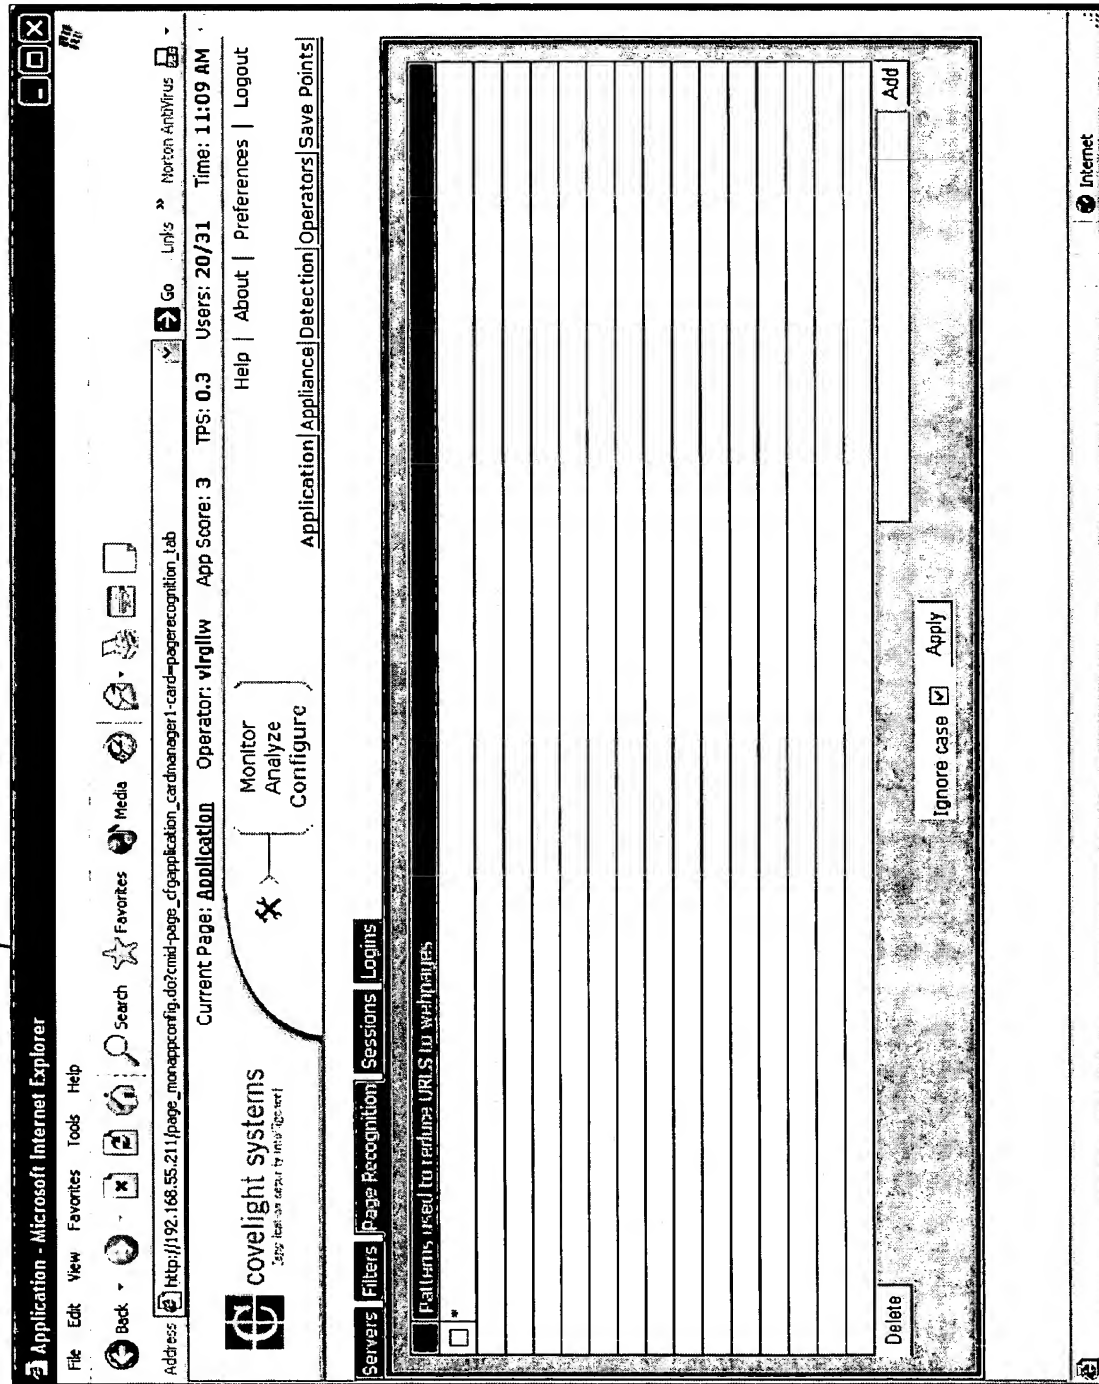 Application - Microsoft Internet Explorer
File Edit View Favorites Tools Help
Back Search Favorites Media
Address http://192.168.55.211/page_monappconfig.do?cmid-page_cfgapplication_cardmanager1-card=pagerecognition_tab Go Links » Norton AntiVirus
Current Page: Application Operator: virgilw App Score: 3 TPS: 0.3 Users: 20/31 Time: 11:09 AM
covelight systems
application security intelligent
Monitor
Analyze
Configure
Help | About | Preferences | Logout
Application|Appliance|Detection|Operators|Save Points|
Servers Filters Page Recognition Sessions Logins
Patterns used to reduce URLS to webpages
*
Delete Add
Ignore case Apply
Internet